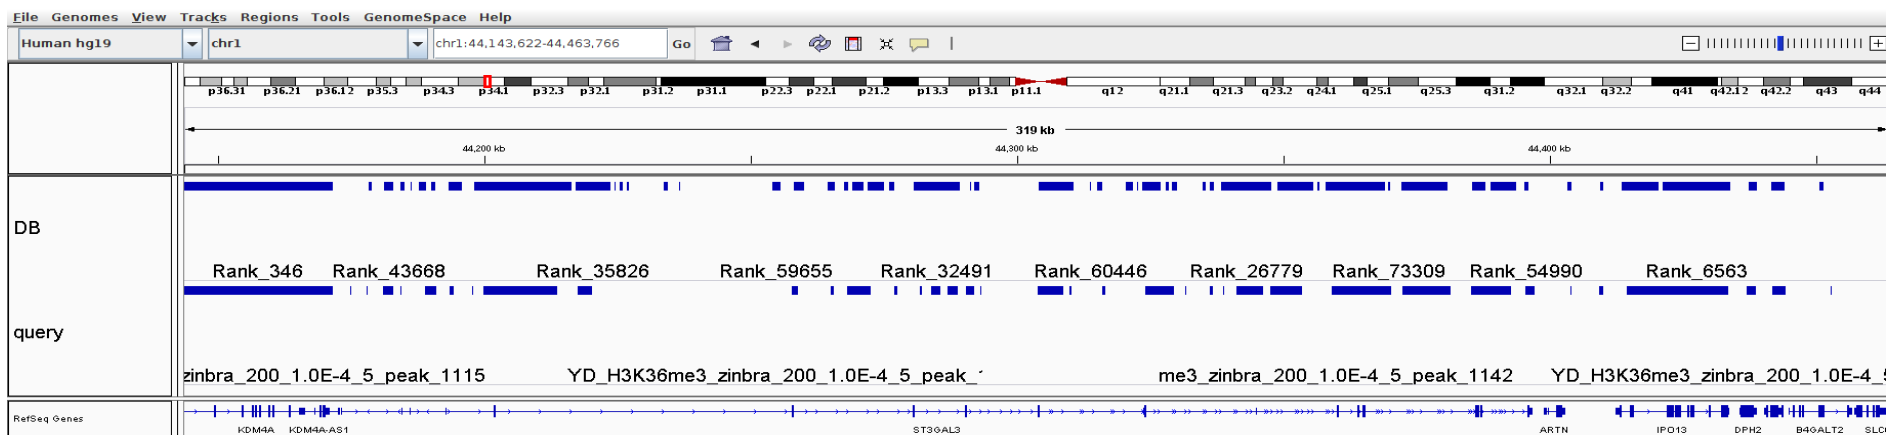 File Genomes View Tracks Regions Tools GenomeSpace Help
Human hg19 chr1 chr1:44,143,622-44,463,766 Go
p36.31 p36.21 p36.12 p35.3 p34.3 p34.1 p32.3 p32.1 p31.2 p31.1 p22.3 p22.1 p21.2 p13.3 p13.1 p11.1 q12 q21.1 q21.3 q23.2 q24.1 q25.1 q25.3 q31.2 q32.1 q32.2 q41 q42.12 q42.2 q43 q44
319 kb
44,200 kb 44,300 kb 44,400 kb
DB
Rank_346 Rank_43668 Rank_35826 Rank_59655 Rank_32491 Rank_60446 Rank_26779 Rank_73309 Rank_54990 Rank_6563
query
zinbra_200_1.0E-4_5_peak_1115 YD_H3K36me3_zinbra_200_1.0E-4_5_peak_ me3_zinbra_200_1.0E-4_5_peak_1142 YD_H3K36me3_zinbra_200_1.0E-4_5
RefSeq Genes
KDM4A KDM4A-AS1 ST3GAL3 ARTN IPO13 DPH2 B4GALT2 SLC